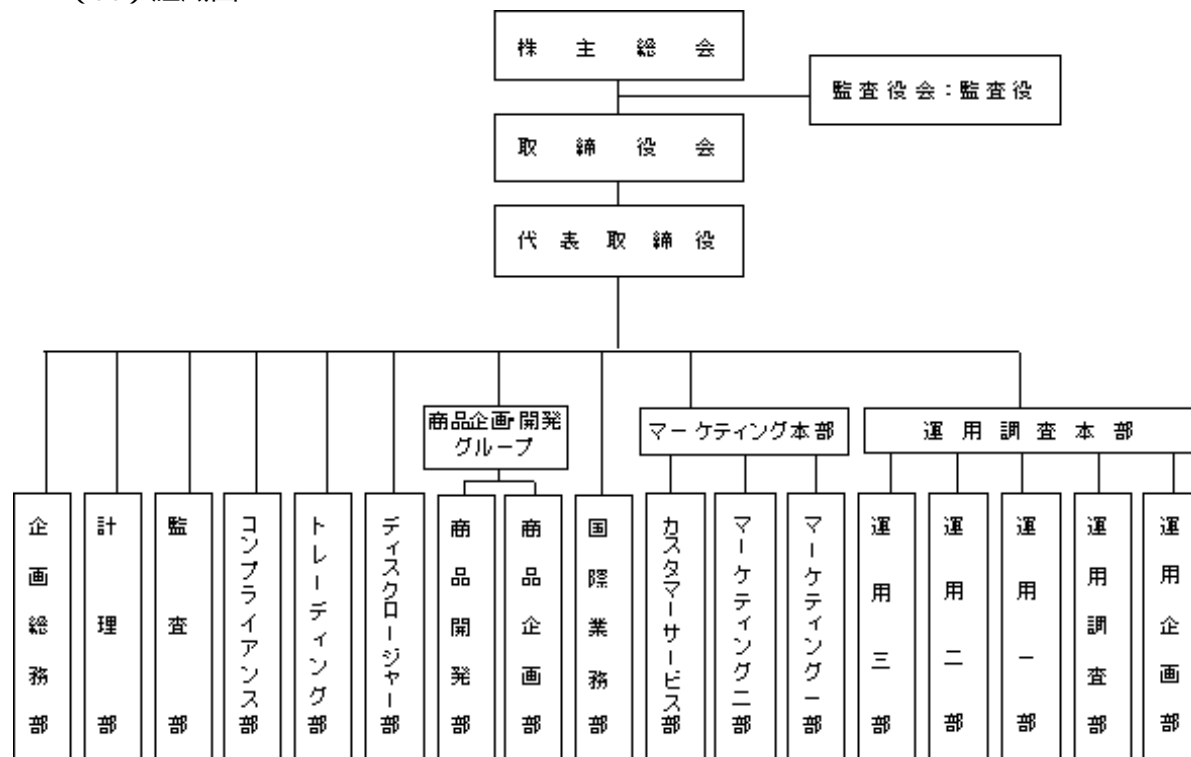 株主総会
監査役会：監査役
取締役会
代表取締役
商品企画・開発
グループ
マーケティング本部
運用調査本部
企画総務部
計理部
監査部
コンプライアンス部
トレーディング部
ディスクロージャー部
商品開発部
商品企画部
国際業務部
カスタマーサービス部
マーケティング二部
マーケティング一部
運用三部
運用二部
運用一部
運用調査部
運用企画部